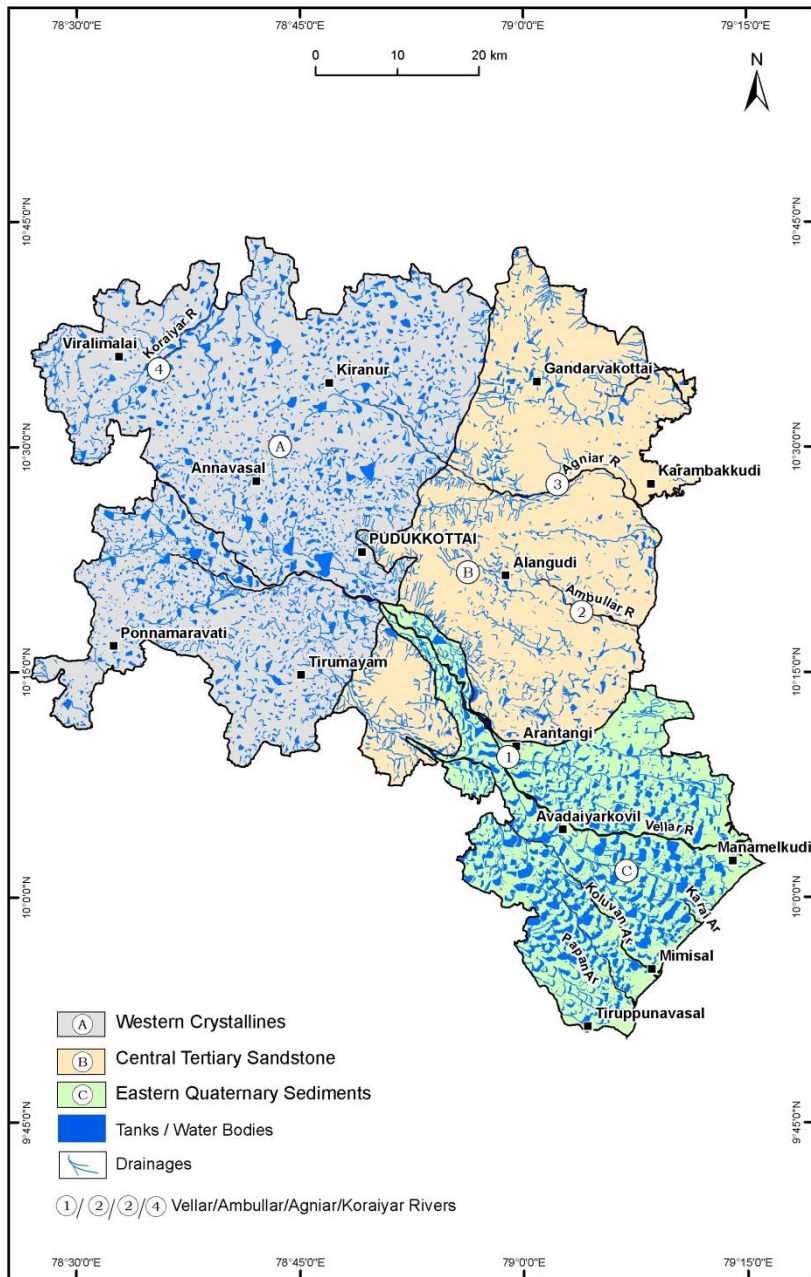 78°30'0"E 78°45'0"E 79°0'0"E 79°15'0"E
0 10 20 km
N
10°45'0"N 10°45'0"N
Viralimalai
Koraiyar R
4
Kiranur
Gandarvakottai
10°30'0"N 10°30'0"N
A
Annavasal
Agniar R
3
Karambakkudi
PUDUKKOTTAI
B
Alangudi
Ambullar R
2
Ponnamaravati
Tirumayam
10°15'0"N 10°15'0"N
Arantangi
1
Avadaiyarkovil
Vellar R
Manamelkudi
C
10°0'0"N 10°0'0"N
Koluvan Ar
Karai Ar
Papan Ar
Mimisal
Tiruppunavasal
A Western Crystallines
B Central Tertiary Sandstone
C Eastern Quaternary Sediments
Tanks / Water Bodies
Drainages
1/2/2/4 Vellar/Ambullar/Agniar/Koraiyar Rivers
9°45'0"N 9°45'0"N
78°30'0"E 78°45'0"E 79°0'0"E 79°15'0"E